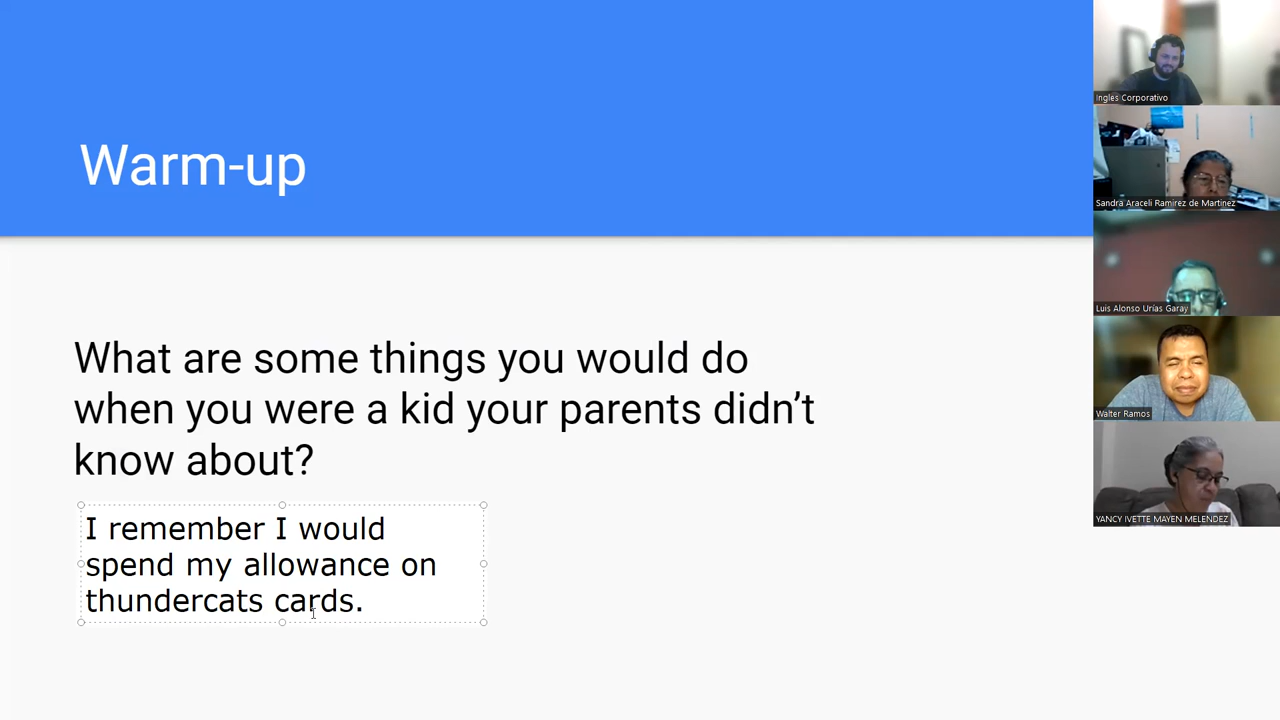 Warm-up
What are some things you would do
when you were a kid your parents didn’t
know about?
I remember I would
spend my allowance on
thundercats cards.
Ingles Corporativo
Sandra Araceli Ramirez de Martinez
Luis Alonso Urías Garay
Walter Ramos
YANCY IVETTE MAYEN MELENDEZ